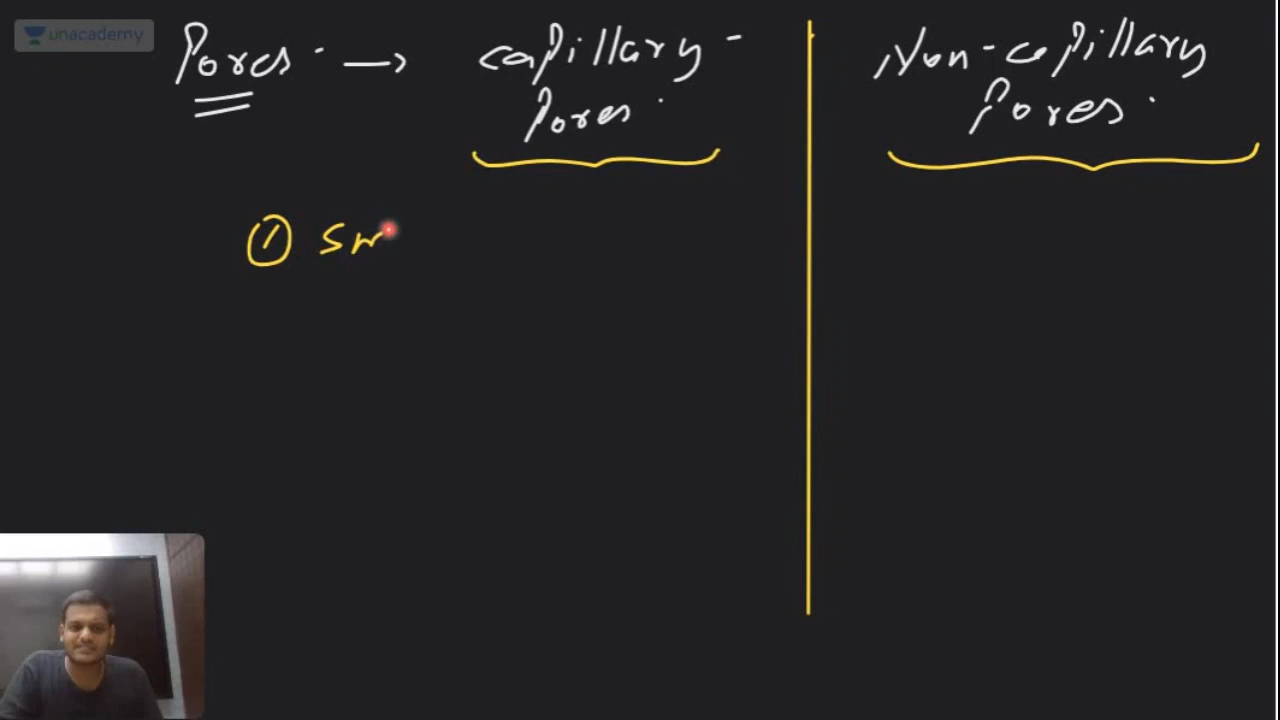 unacademy
Pores → capillary - Non-capillary
Pores. Pores.
① Sm